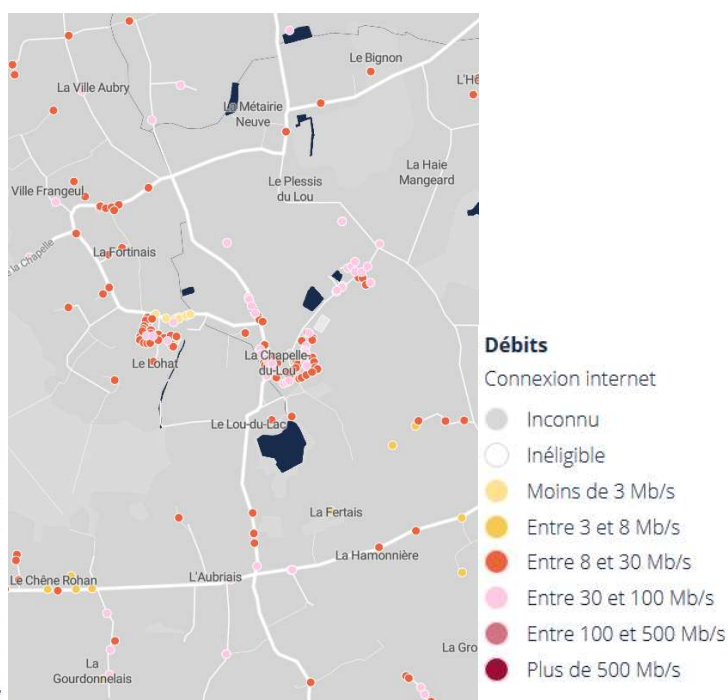 Le Bignon
La Ville Aubry
L'Hô
La Métairie
Neuve
La Haie
Mangeard
Le Plessis
du Lou
Ville Frangeul
La Fortinais
e la Chapelle
La Chapelle-
du-Lou
Le Lohat
Le Lou-du-Lac
La Fertais
La Hamonnière
L'Aubriais
Le Chêne Rohan
La Gro
La
Gourdonnelais
Débits
Connexion internet
Inconnu
Inéligible
Moins de 3 Mb/s
Entre 3 et 8 Mb/s
Entre 8 et 30 Mb/s
Entre 30 et 100 Mb/s
Entre 100 et 500 Mb/s
Plus de 500 Mb/s